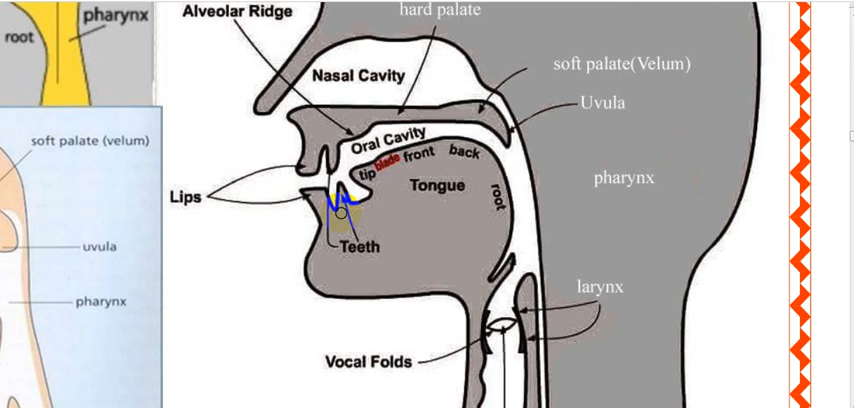 pharynx
root
soft palate (velum)
uvula
pharynx
Alveolar Ridge
hard palate
Nasal Cavity
soft palate(Velum)
Uvula
Oral Cavity
tip blade front back
Tongue
root
pharynx
Lips
Teeth
larynx
Vocal Folds